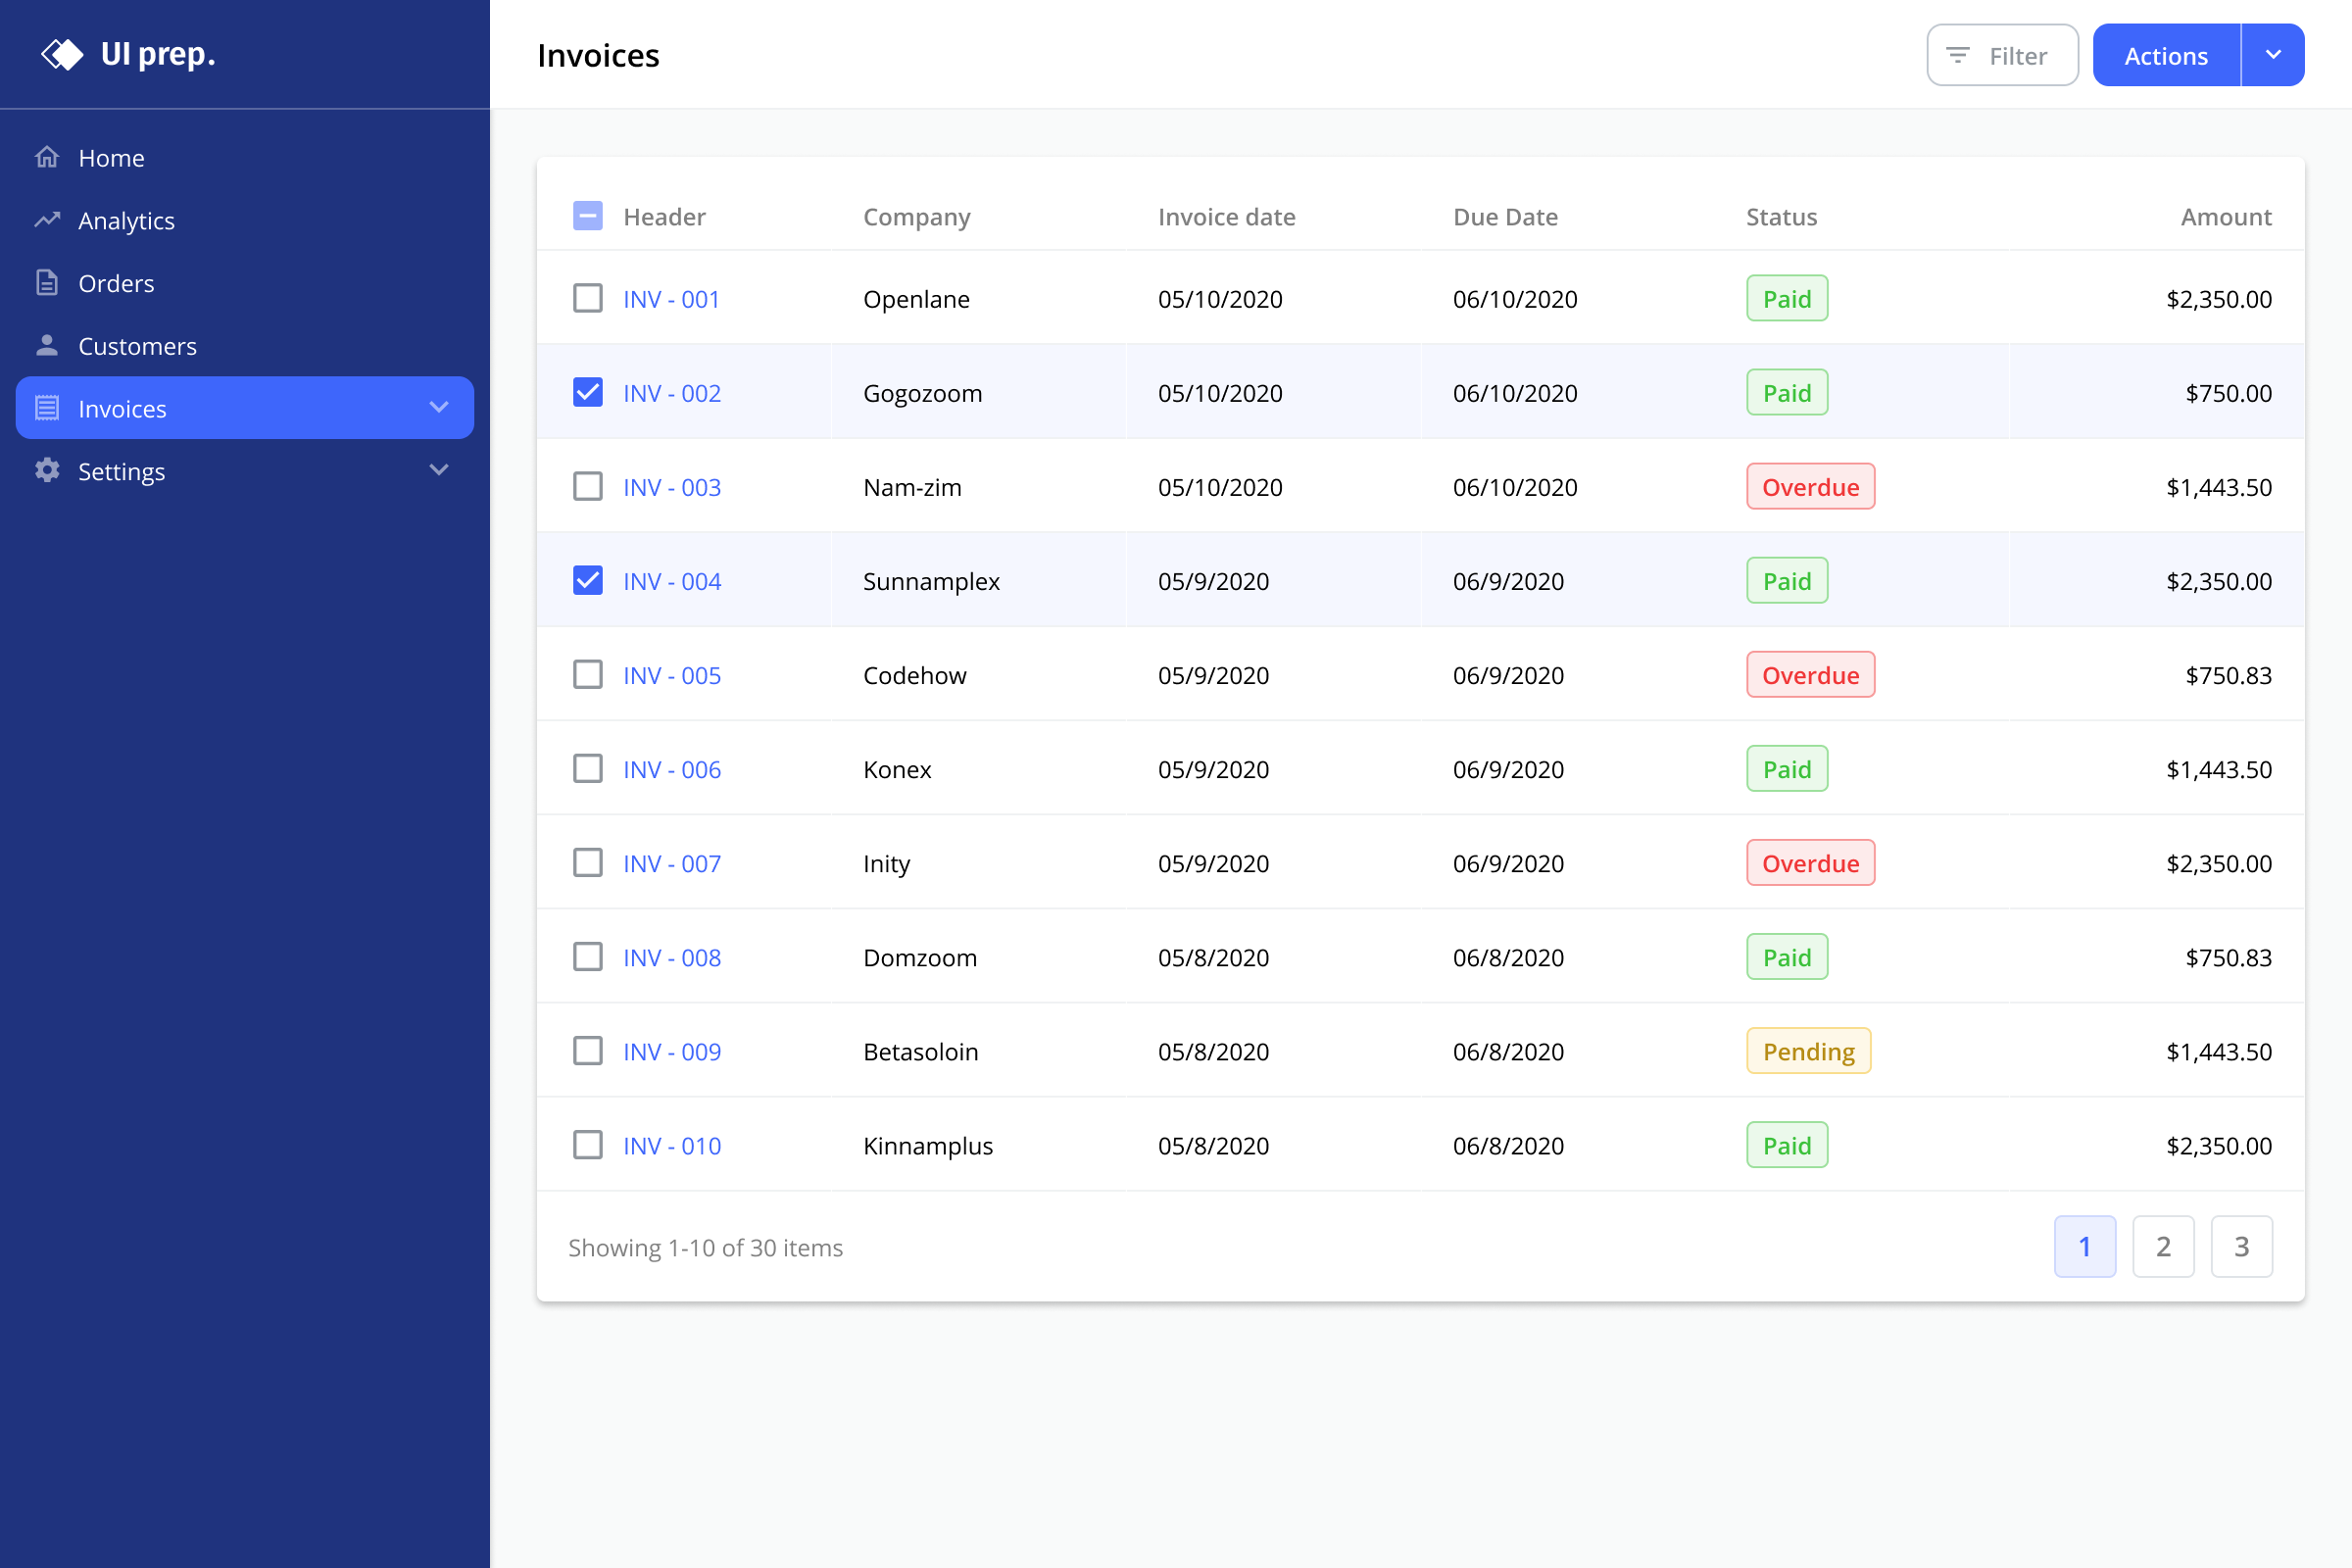 UI prep.
Invoices
Filter
Actions
Home
Analytics
Orders
Customers
Invoices
Settings
Header Company Invoice date Due Date Status Amount
INV - 001 Openlane 05/10/2020 06/10/2020 Paid $2,350.00
INV - 002 Gogozoom 05/10/2020 06/10/2020 Paid $750.00
INV - 003 Nam-zim 05/10/2020 06/10/2020 Overdue $1,443.50
INV - 004 Sunnamplex 05/9/2020 06/9/2020 Paid $2,350.00
INV - 005 Codehow 05/9/2020 06/9/2020 Overdue $750.83
INV - 006 Konex 05/9/2020 06/9/2020 Paid $1,443.50
INV - 007 Inity 05/9/2020 06/9/2020 Overdue $2,350.00
INV - 008 Domzoom 05/8/2020 06/8/2020 Paid $750.83
INV - 009 Betasoloin 05/8/2020 06/8/2020 Pending $1,443.50
INV - 010 Kinnamplus 05/8/2020 06/8/2020 Paid $2,350.00
Showing 1-10 of 30 items
1 2 3